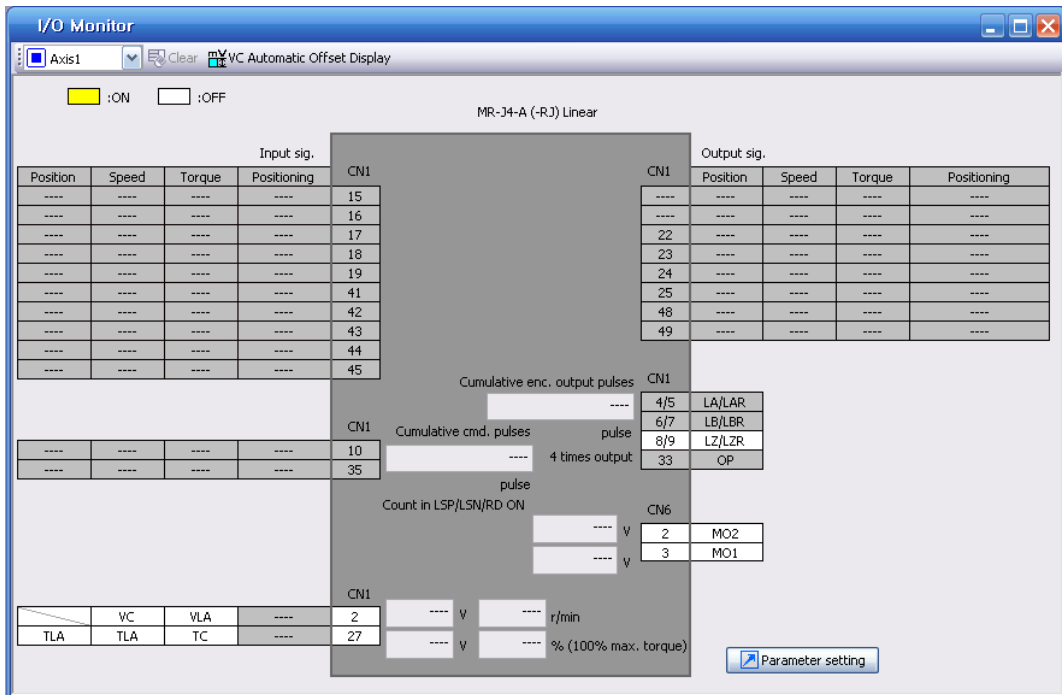 I/O Monitor
Axis1 Clear VC Automatic Offset Display
:ON :OFF
MR-J4-A (-RJ) Linear
Input sig. Output sig.
CN1 CN1
Position Speed Torque Positioning Position Speed Torque Positioning
---- ---- ---- ---- 15 ---- ---- ---- ---- ----
---- ---- ---- ---- 16 ---- ---- ---- ---- ----
---- ---- ---- ---- 17 22 ---- ---- ---- ----
---- ---- ---- ---- 18 23 ---- ---- ---- ----
---- ---- ---- ---- 19 24 ---- ---- ---- ----
---- ---- ---- ---- 41 25 ---- ---- ---- ----
---- ---- ---- ---- 42 48 ---- ---- ---- ----
---- ---- ---- ---- 43 49 ---- ---- ---- ----
---- ---- ---- ---- 44
---- ---- ---- ---- 45
Cumulative enc. output pulses CN1
---- 4/5 LA/LAR
6/7 LB/LBR
CN1 Cumulative cmd. pulses pulse
8/9 LZ/LZR
---- ---- ---- ---- 10 ---- 4 times output 33 OP
---- ---- ---- ---- 35
pulse
Count in LSP/LSN/RD ON
CN6
---- V 2 MO2
---- V 3 MO1
CN1
VC VLA ---- 2 ---- V ---- r/min
TLA TLA TC ---- 27 ---- V ---- % (100% max. torque)
Parameter setting